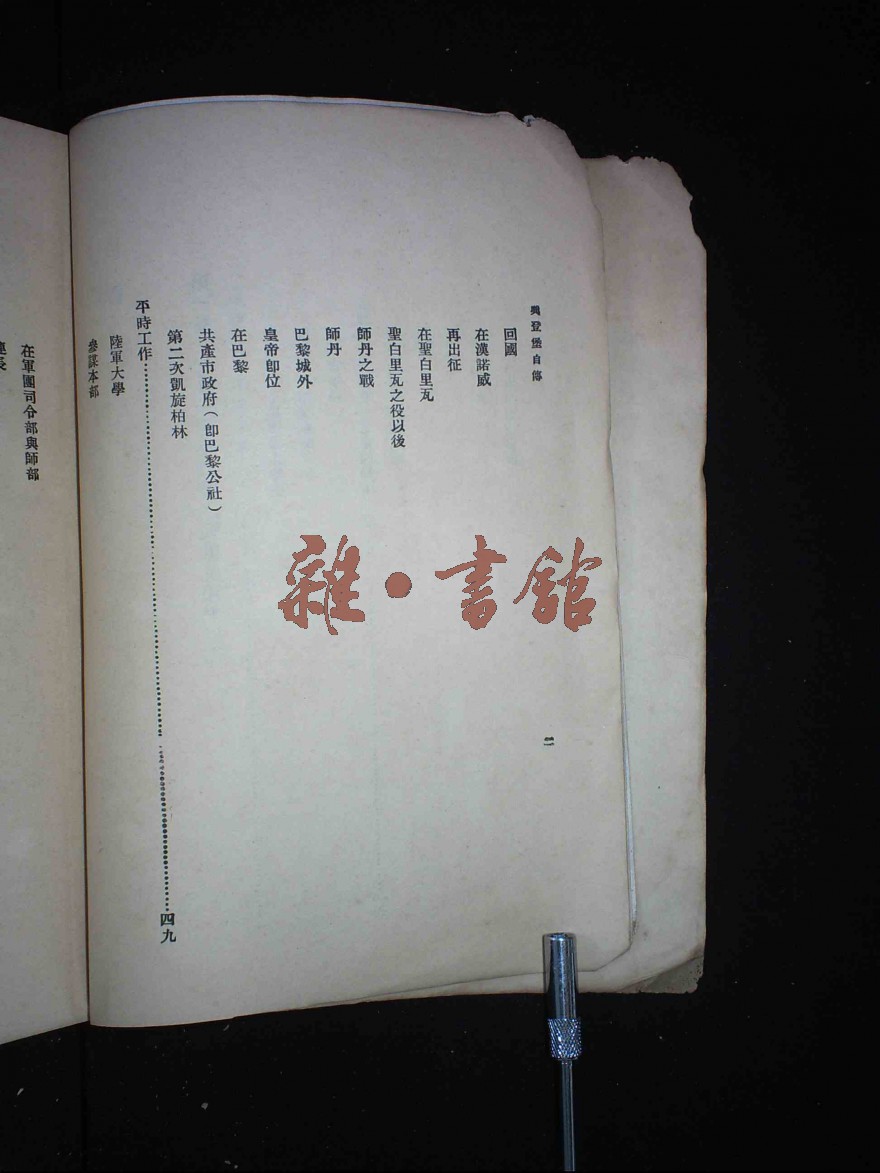 興登堡自傳
回國
在漢諾威
再出征
在聖白里瓦
聖白里瓦之役以後
師丹之戰
師丹
巴黎城外
皇帝卽位
在巴黎
共產市政府(卽巴黎公社)
第二次凱旋柏林
平時工作……四九
陸軍大學
參謀本部
二
在軍團司令部與師部
連長
雜·書館